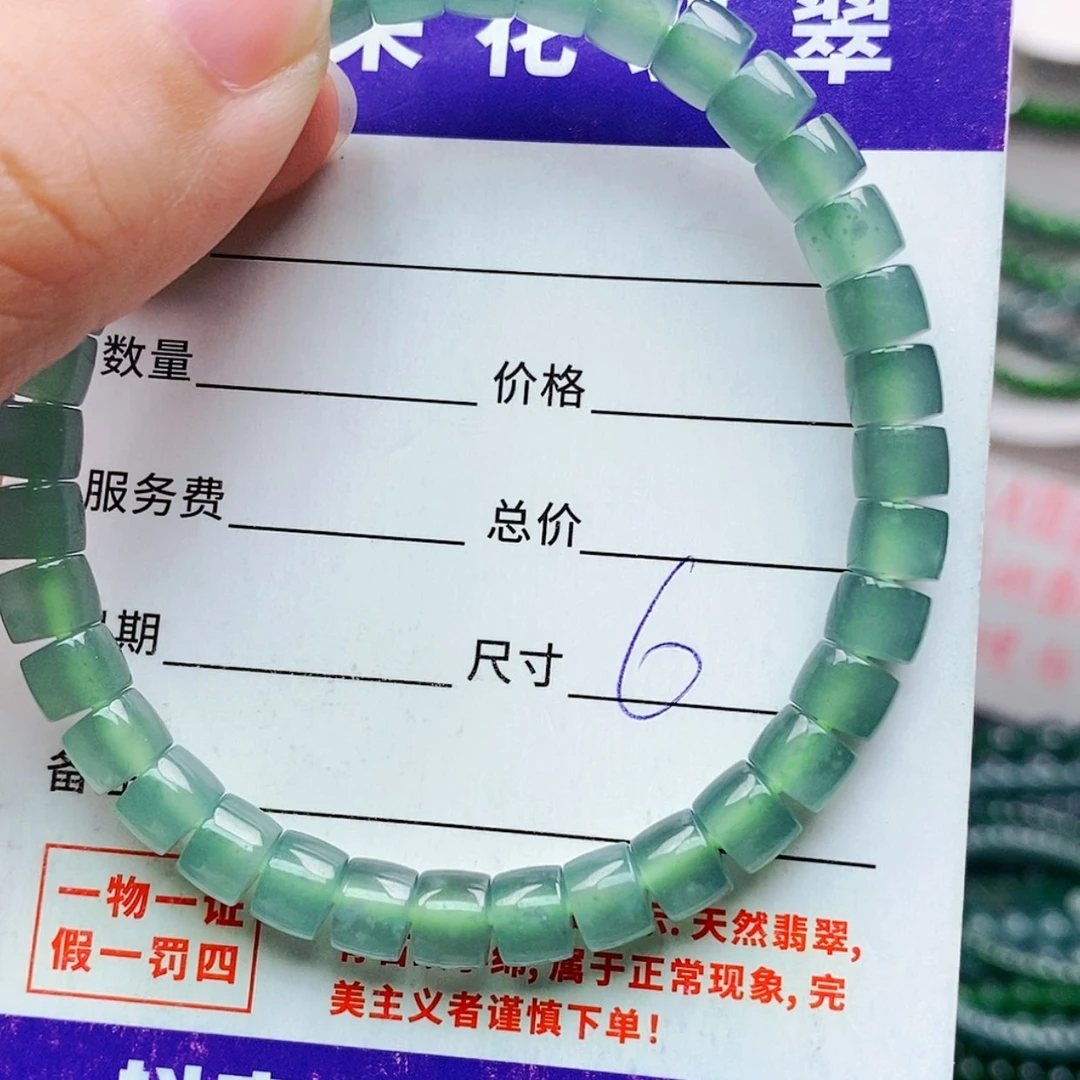 花 翠
数量 价格
服务费 总价
期 尺寸 6
备
一物一证
假一罚四
天然翡翠,
属于正常现象, 完
美主义者谨慎下单!